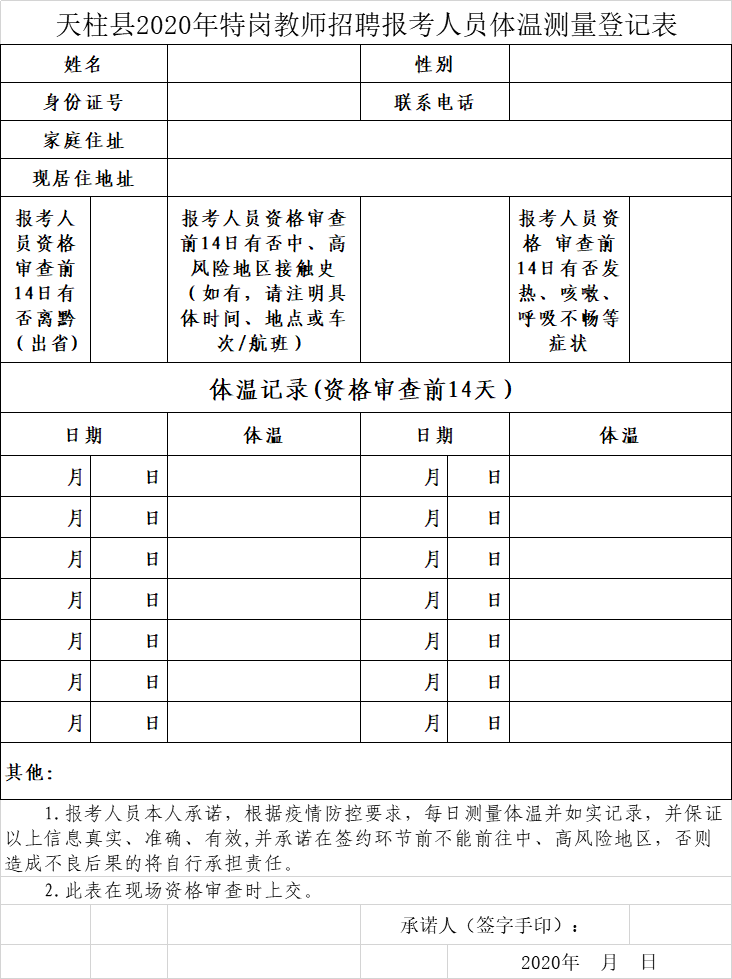 天柱县2020年特岗教师招聘报考人员体温测量登记表
姓名 性别
身份证号 联系电话
家庭住址
现居住地址
报考人
员资格
审查前
14日有
否离黔
(出省)
报考人员资格审查
前14日有否中、高
风险地区接触史
(如有,请注明具
体时间、地点或车
次/航班)
报考人员资
格 审查前
14日有否发
热、咳嗽、
呼吸不畅等
症状
体温记录(资格审查前14天)
日期 体温 日期 体温
月 日 月 日
月 日 月 日
月 日 月 日
月 日 月 日
月 日 月 日
月 日 月 日
月 日 月 日
其他:
1.报考人员本人承诺，根据疫情防控要求，每日测量体温并如实记录，并保证
以上信息真实、准确、有效,并承诺在签约环节前不能前往中、高风险地区，否则
造成不良后果的将自行承担责任。
2.此表在现场资格审查时上交。
承诺人（签字手印）:
2020年 月 日